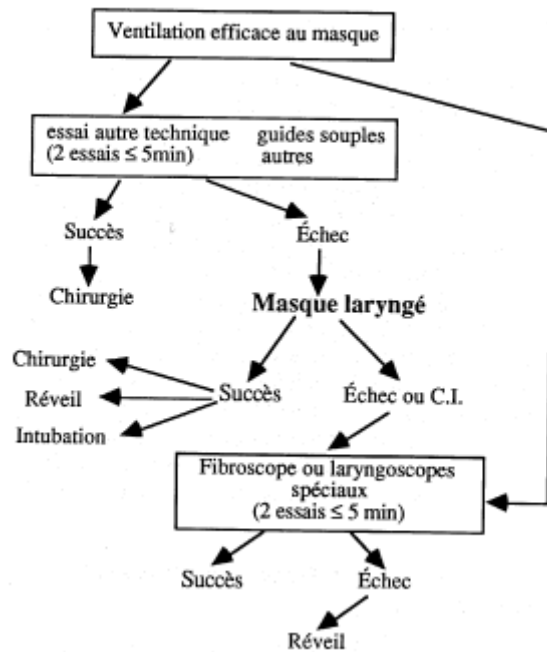 Ventilation efficace au masque
essai autre technique guides souples
(2 essais ≤ 5min) autres
Succès Échec
Chirurgie
Masque laryngé
Chirurgie
Réveil Succès Échec ou C.I.
Intubation
Fibroscope ou laryngoscopes
spéciaux
(2 essais ≤ 5 min)
Succès Échec
Réveil